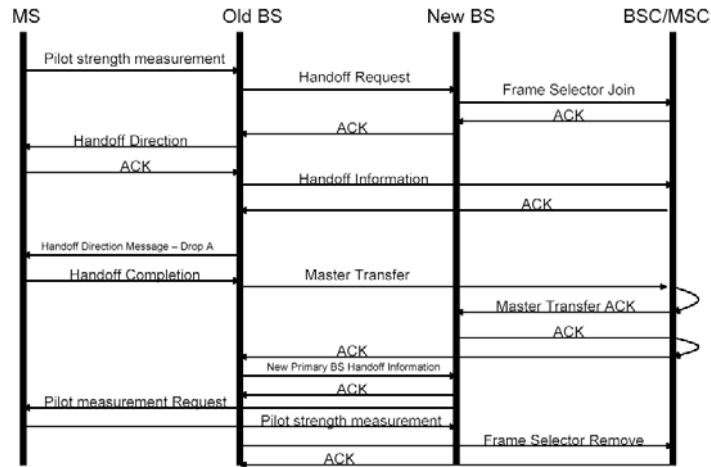 MS Old BS New BS BSC/MSC
Pilot strength measurement
Handoff Request
Frame Selector Join
ACK
ACK
Handoff Direction
ACK
Handoff Information
ACK
Handoff Direction Message – Drop A
Handoff Completion
Master Transfer
Master Transfer ACK
ACK
ACK
New Primary BS Handoff Information
ACK
Pilot measurement Request
Pilot strength measurement
Frame Selector Remove
ACK